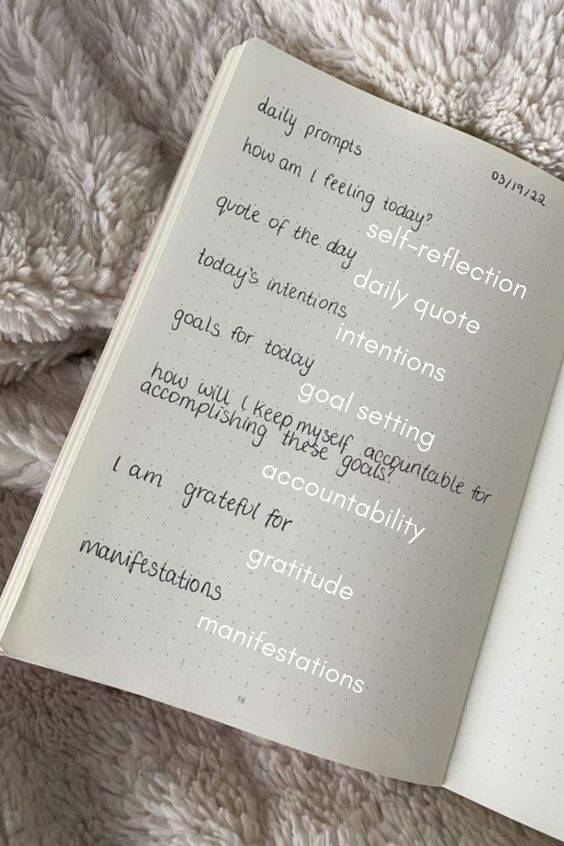 daily prompts
03/19/22
how am I feeling today?
self-reflection
quote of the day
daily quote
today's intentions
intentions
goals for today
goal setting
how will I keep myself accountable for
accomplishing these goals?
accountability
I am grateful for
gratitude
manifestations
manifestations
58